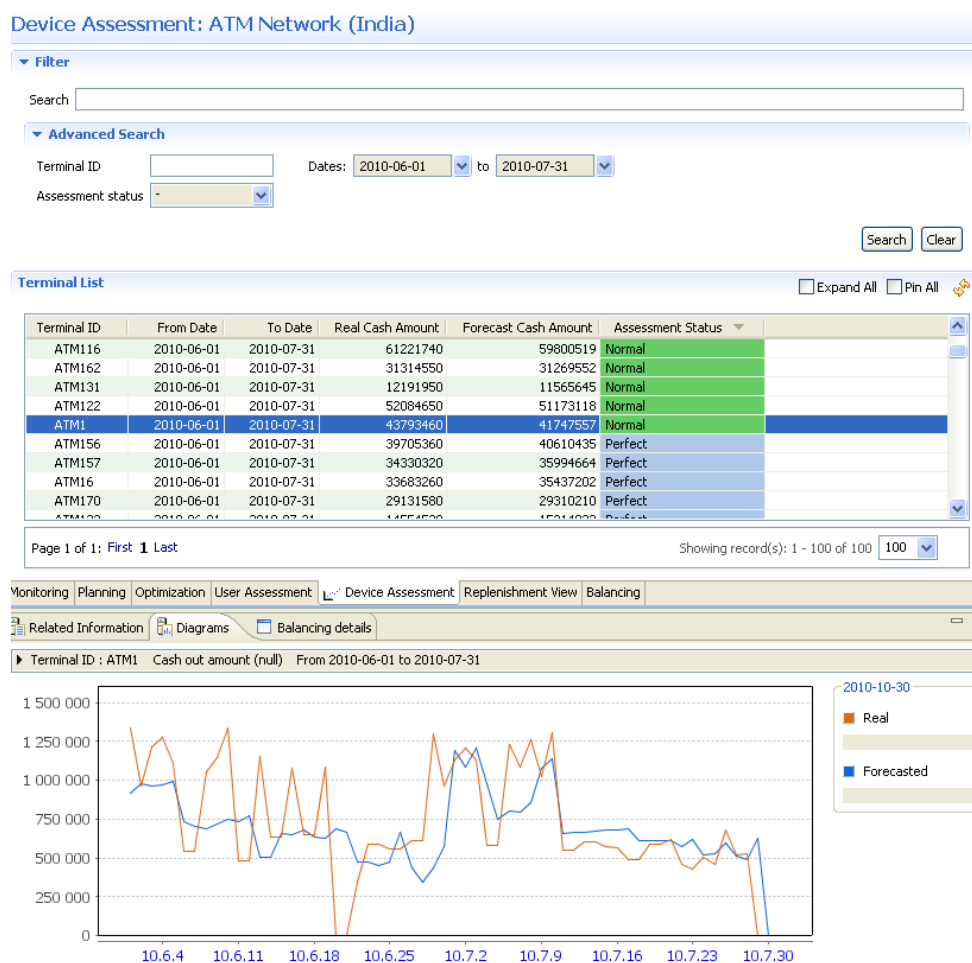 Device Assessment: ATM Network (India)
Filter
Search
Advanced Search
Terminal ID Dates: 2010-06-01 to 2010-07-31
Assessment status -
Search Clear
Terminal List Expand All Pin All
Terminal ID From Date To Date Real Cash Amount Forecast Cash Amount Assessment Status
ATM116 2010-06-01 2010-07-31 61221740 59800519 Normal
ATM162 2010-06-01 2010-07-31 31314550 31269552 Normal
ATM131 2010-06-01 2010-07-31 12191950 11565645 Normal
ATM122 2010-06-01 2010-07-31 52084650 51173118 Normal
ATM1 2010-06-01 2010-07-31 43793460 41747557 Normal
ATM156 2010-06-01 2010-07-31 39705360 40610435 Perfect
ATM157 2010-06-01 2010-07-31 34330320 35994664 Perfect
ATM16 2010-06-01 2010-07-31 33683260 35437202 Perfect
ATM170 2010-06-01 2010-07-31 29131580 29310210 Perfect
Page 1 of 1: First 1 Last Showing record(s): 1 - 100 of 100 100
Monitoring Planning Optimization User Assessment Device Assessment Replenishment View Balancing
Related Information Diagrams Balancing details
Terminal ID : ATM1 Cash out amount (null) From 2010-06-01 to 2010-07-31
2010-10-30
Real
Forecasted
1 500 000
1 250 000
1 000 000
750 000
500 000
250 000
0
10.6.4 10.6.11 10.6.18 10.6.25 10.7.2 10.7.9 10.7.16 10.7.23 10.7.30